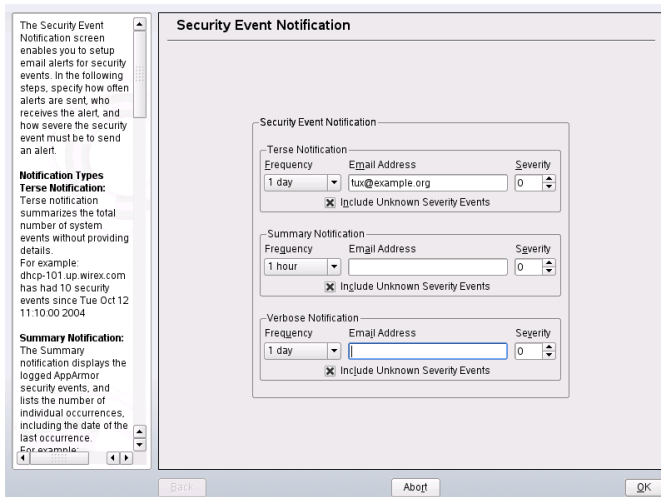 The Security Event
Notification screen
enables you to setup
email alerts for security
events. In the following
steps, specify how often
alerts are sent, who
receives the alert, and
how severe the security
event must be to send
an alert.
Notification Types
Terse Notification:
Terse notification
summarizes the total
number of system
events without providing
details.
For example:
dhcp-101.up.wirex.com
has had 10 security
events since Tue Oct 12
11:10:00 2004
Summary Notification:
The Summary
notification displays the
logged AppArmor
security events, and
lists the number of
individual occurrences,
including the date of the
last occurrence.
For example:
Security Event Notification
Security Event Notification
Terse Notification
Frequency Email Address Severity
1 day tux@example.org 0
Include Unknown Severity Events
Summary Notification
Frequency Email Address Severity
1 hour 0
Include Unknown Severity Events
Verbose Notification
Frequency Email Address Severity
1 day 0
Include Unknown Severity Events
Back Abort OK